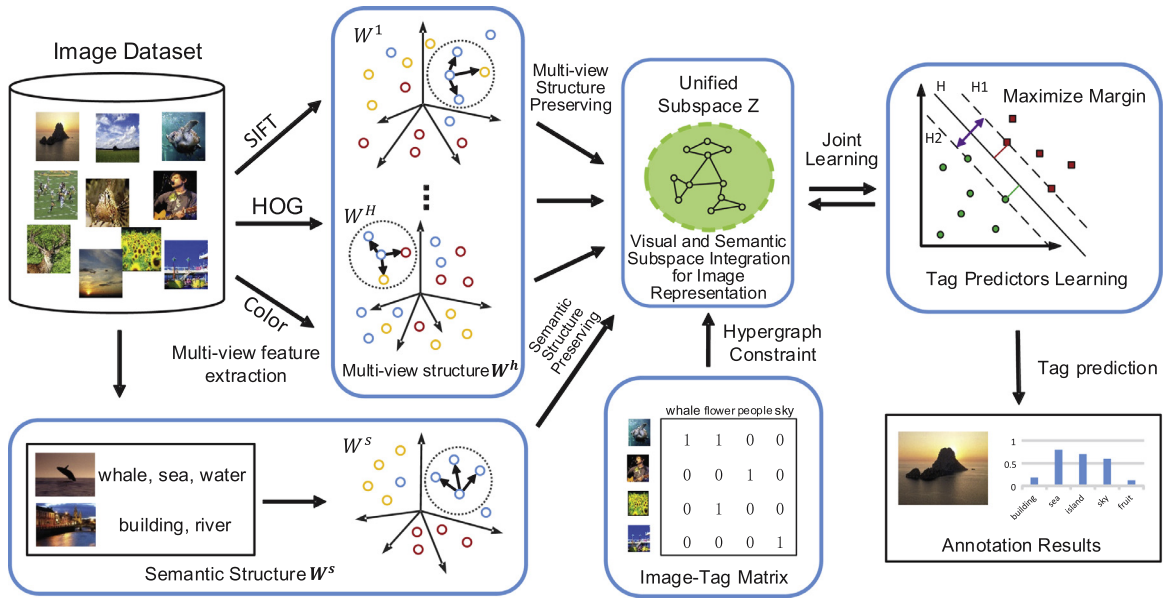 Image Dataset
SIFT
HOG
Color
Multi-view feature
extraction
W¹
W^H
Multi-view structure W^h
Multi-view
Structure
Preserving
Semantic
Structure
Preserving
Unified
Subspace Z
Visual and Semantic
Subspace Integration
for Image
Representation
Joint
Learning
H
H1
H2
Maximize Margin
Tag Predictors Learning
Hypergraph
Constraint
Tag prediction
whale, sea, water
building, river
W^s
Semantic Structure W^s
whale flower people sky
1 1 0 0
0 0 1 0
0 1 0 0
0 0 0 1
Image-Tag Matrix
1
0.5
0
building
sea
island
sky
fruit
Annotation Results